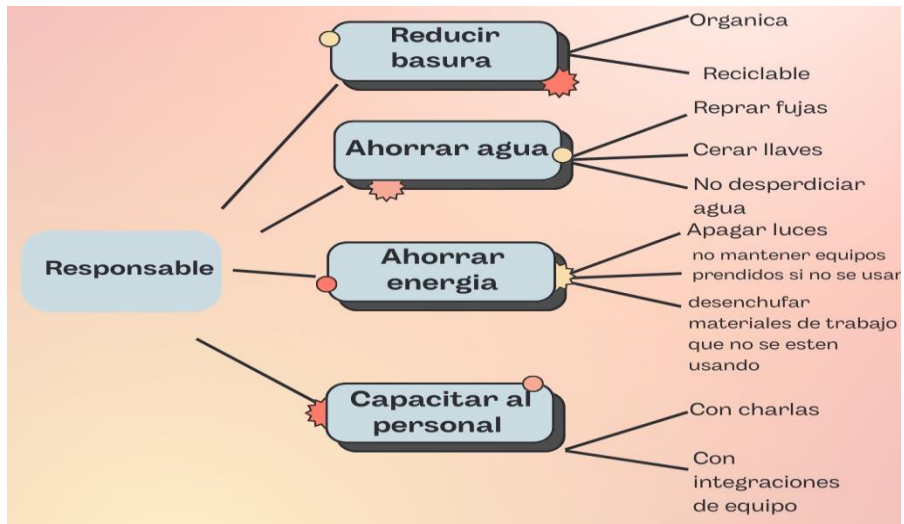 Responsable
Reducir
basura
Organica
Reciclable
Ahorrar agua
Reprar fujas
Cerar llaves
No desperdiciar
agua
Ahorrar
energia
Apagar luces
no mantener equipos
prendidos si no se usan
desenchufar
materiales de trabajo
que no se esten
usando
Capacitar al
personal
Con charlas
Con
integraciones
de equipo